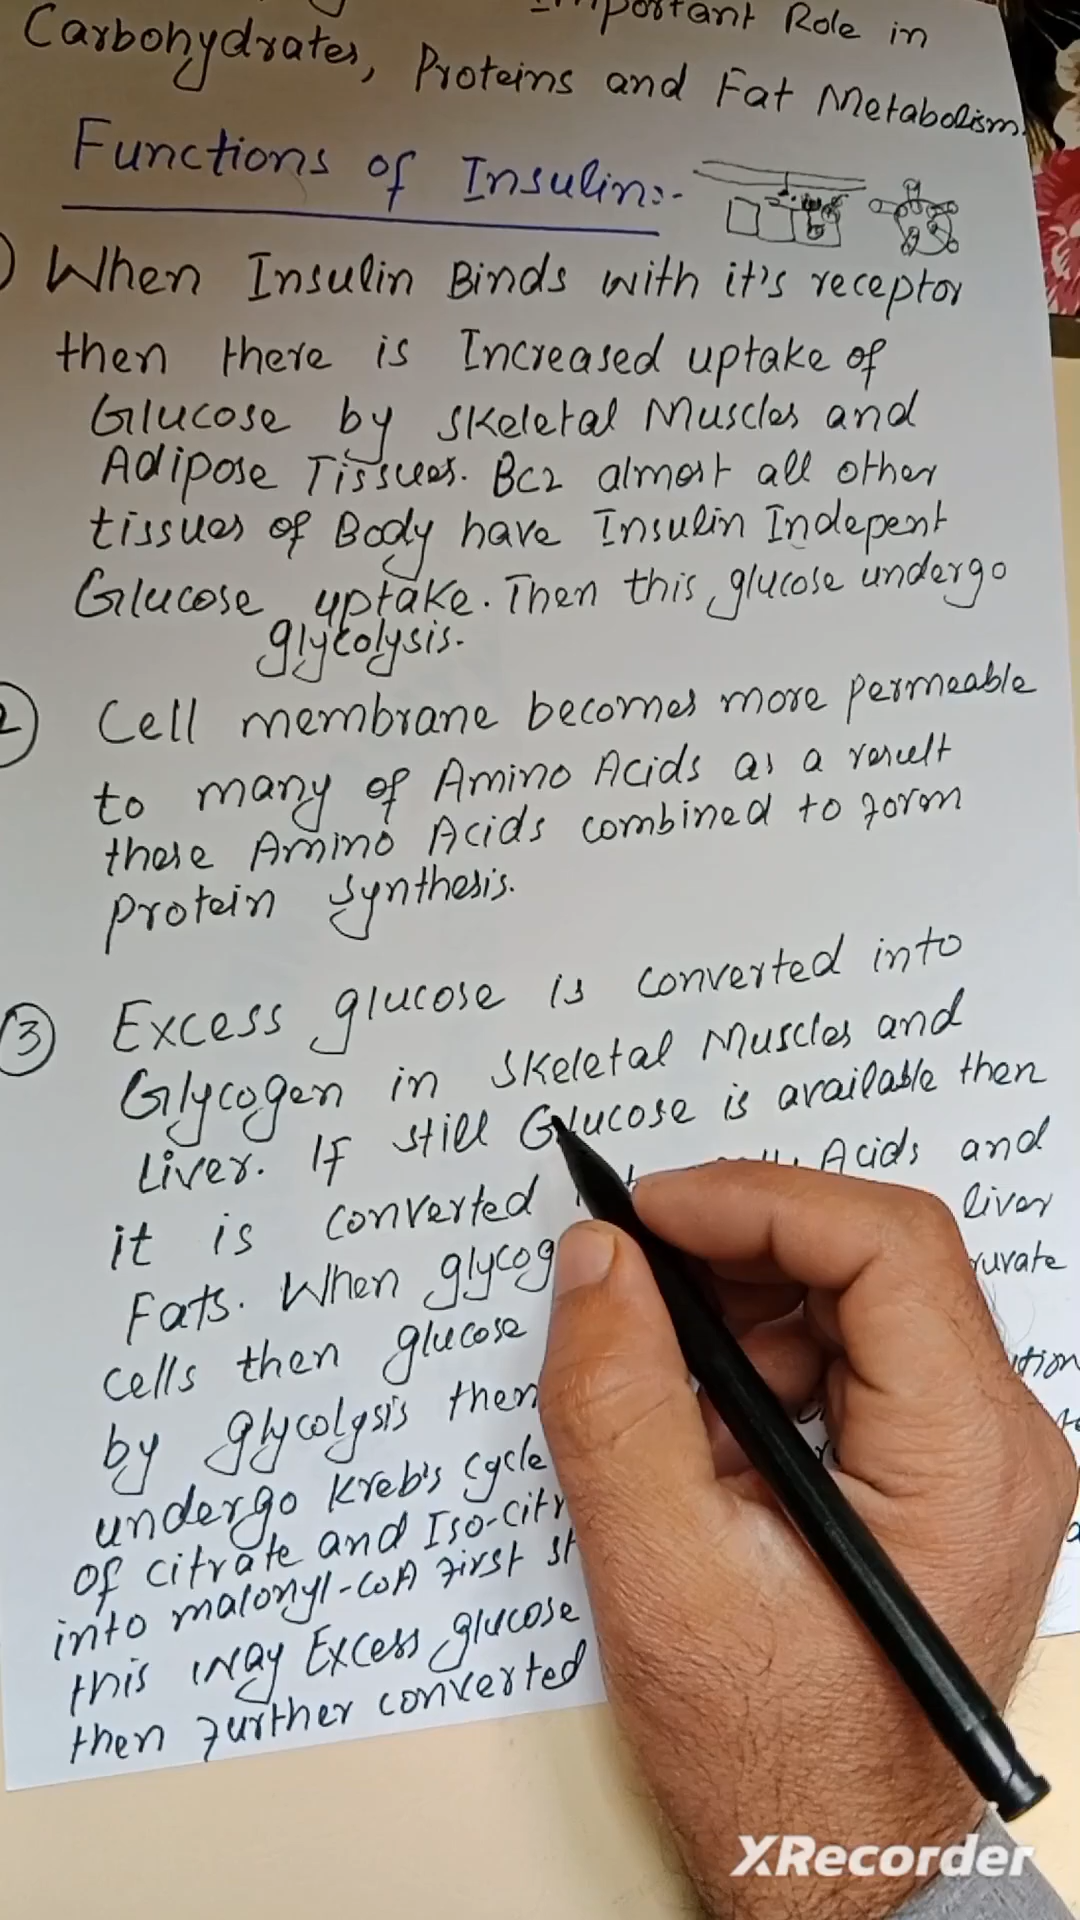 Important Role in
Carbohydrates, Proteins and Fat Metabolism.
Functions of Insulin:-
When Insulin Binds with it's receptor
then there is Increased uptake of
Glucose by Skeletal Muscles and
Adipose Tissues. Bcz almost all other
tissues of Body have Insulin Indepent
Glucose uptake. Then this glucose undergo
glycolysis.
2 Cell membrane becomes more permeable
to many of Amino Acids as a result
these Amino Acids combined to form
protein synthesis.
3 Excess glucose is converted into
Glycogen in Skeletal Muscles and
Liver. If still Glucose is available then
it is converted Acids and
Fats. When liver
cells then glucose
by glycolysis then
undergo Kreb's cycle
of citrate and
into malonyl-CoA first
this way Excess glucose
then further converted
XRecorder